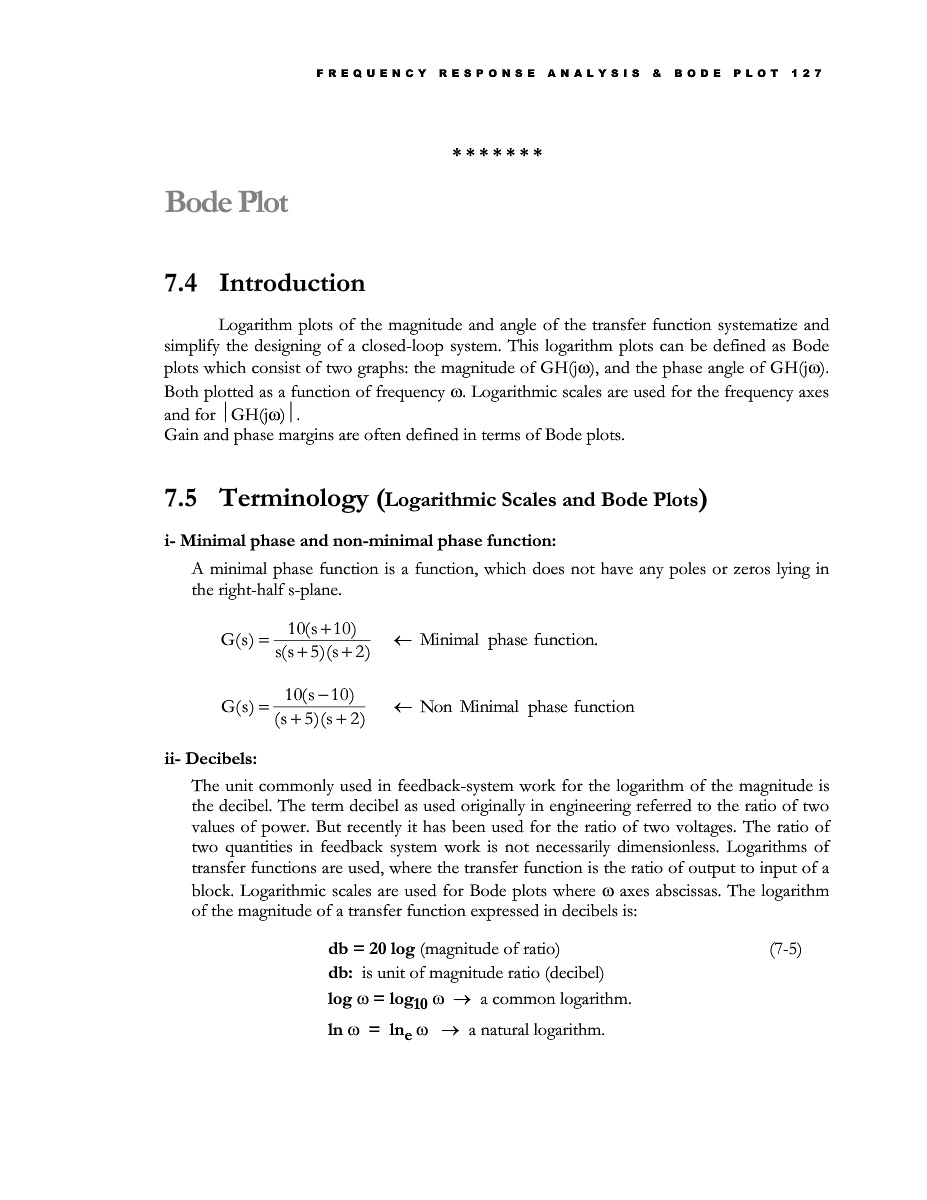 FREQUENCY RESPONSE ANALYSIS & BODE PLOT 127
*******
Bode Plot
7.4 Introduction
Logarithm plots of the magnitude and angle of the transfer function systematize and
simplify the designing of a closed-loop system. This logarithm plots can be defined as Bode
plots which consist of two graphs: the magnitude of GH(jω), and the phase angle of GH(jω).
Both plotted as a function of frequency ω. Logarithmic scales are used for the frequency axes
and for |GH(jω)|.
Gain and phase margins are often defined in terms of Bode plots.
7.5 Terminology (Logarithmic Scales and Bode Plots)
i- Minimal phase and non-minimal phase function:
A minimal phase function is a function, which does not have any poles or zeros lying in
the right-half s-plane.
G(s) = 10(s+10) / s(s+5)(s+2) ← Minimal phase function.
G(s) = 10(s−10) / (s+5)(s+2) ← Non Minimal phase function
ii- Decibels:
The unit commonly used in feedback-system work for the logarithm of the magnitude is
the decibel. The term decibel as used originally in engineering referred to the ratio of two
values of power. But recently it has been used for the ratio of two voltages. The ratio of
two quantities in feedback system work is not necessarily dimensionless. Logarithms of
transfer functions are used, where the transfer function is the ratio of output to input of a
block. Logarithmic scales are used for Bode plots where ω axes abscissas. The logarithm
of the magnitude of a transfer function expressed in decibels is:
db = 20 log (magnitude of ratio) (7-5)
db: is unit of magnitude ratio (decibel)
log ω = log10 ω → a common logarithm.
ln ω = lne ω → a natural logarithm.